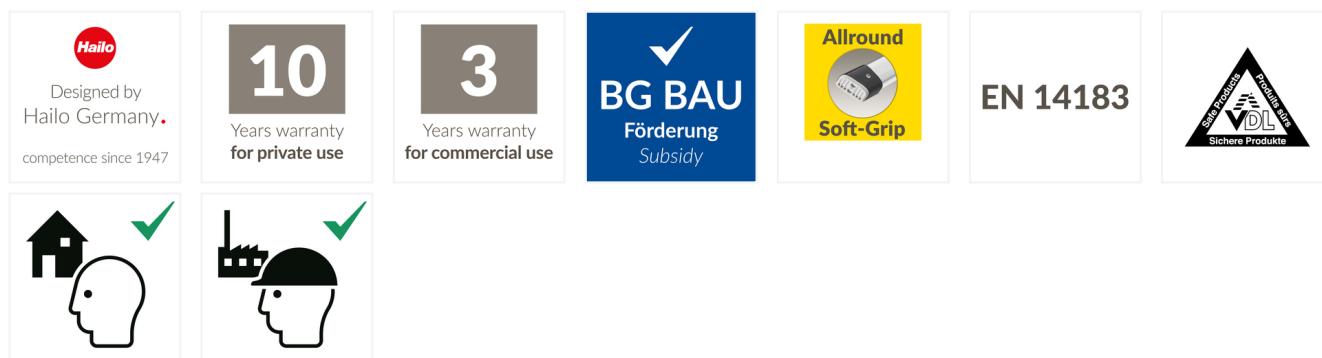 Hailo
Designed by
Hailo Germany.
competence since 1947
10
Years warranty
for private use
3
Years warranty
for commercial use
BG BAU
Förderung
Subsidy
Allround
Soft-Grip
EN 14183
Safe Products
Produits sûrs
VDL
Sichere Produkte